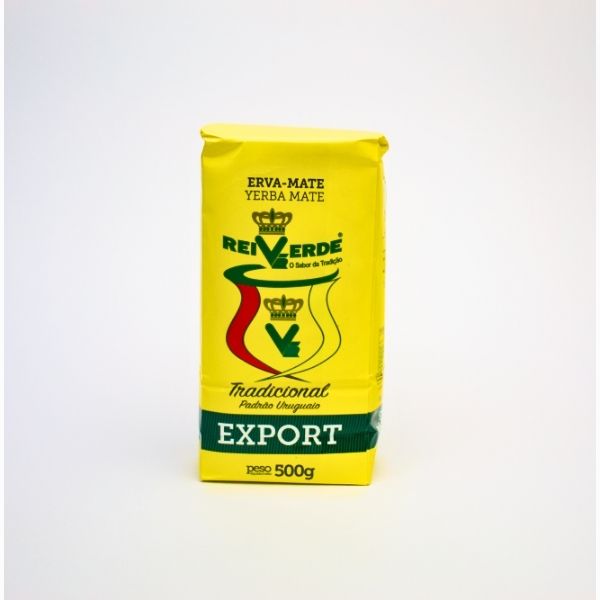 ERVA-MATE
YERBA MATE
REI VERDE®
O Sabor da Tradição
Tradicional
Padrão Uruguaio
EXPORT
peso 500g